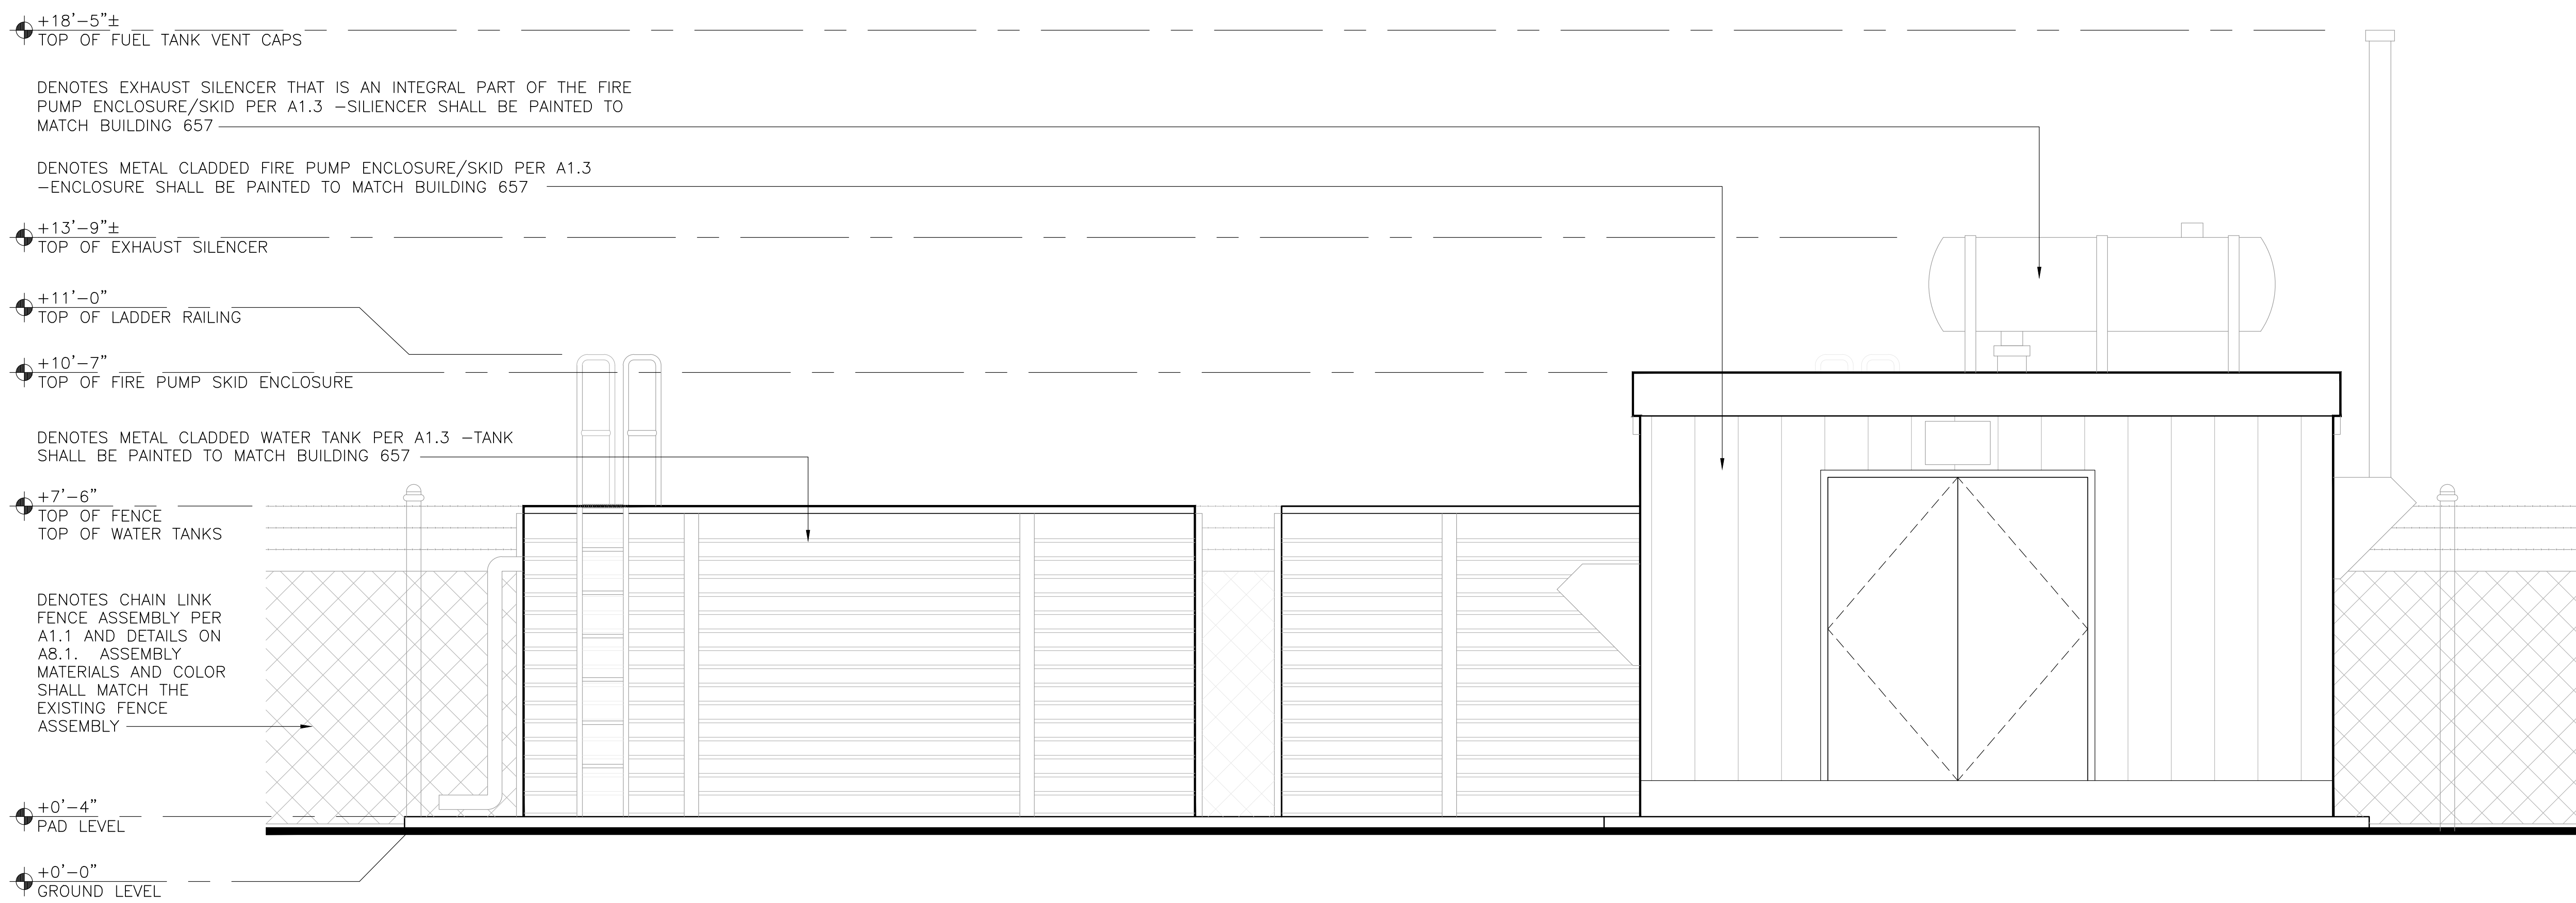 +18'-5"±
TOP OF FUEL TANK VENT CAPS
DENOTES EXHAUST SILENCER THAT IS AN INTEGRAL PART OF THE FIRE
PUMP ENCLOSURE/SKID PER A1.3 -SILIENCER SHALL BE PAINTED TO
MATCH BUILDING 657
DENOTES METAL CLADDED FIRE PUMP ENCLOSURE/SKID PER A1.3
-ENCLOSURE SHALL BE PAINTED TO MATCH BUILDING 657
+13'-9"±
TOP OF EXHAUST SILENCER
+11'-0"
TOP OF LADDER RAILING
+10'-7"
TOP OF FIRE PUMP SKID ENCLOSURE
DENOTES METAL CLADDED WATER TANK PER A1.3 -TANK
SHALL BE PAINTED TO MATCH BUILDING 657
+7'-6"
TOP OF FENCE
TOP OF WATER TANKS
DENOTES CHAIN LINK
FENCE ASSEMBLY PER
A1.1 AND DETAILS ON
A8.1. ASSEMBLY
MATERIALS AND COLOR
SHALL MATCH THE
EXISTING FENCE
ASSEMBLY
+0'-4"
PAD LEVEL
+0'-0"
GROUND LEVEL